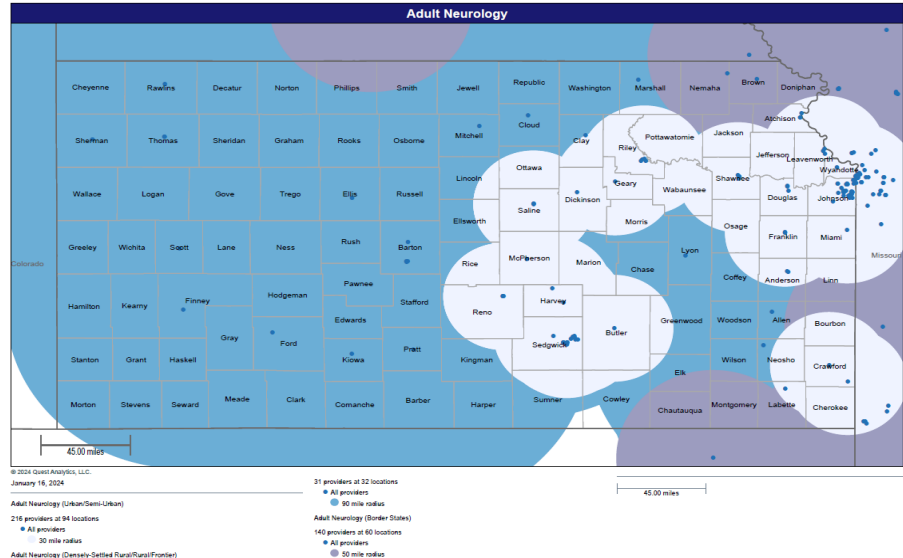 Adult Neurology
Cheyenne Rawlins Decatur Norton Phillips Smith Jewell Republic Washington Marshall Nemaha Brown Doniphan
Atchison
Sherman Thomas Sheridan Graham Rooks Osborne Mitchell Cloud Clay Riley Pottawatomie Jackson
Jefferson Leavenworth
Wyandotte
Wallace Logan Gove Trego Ellis Russell Lincoln Ottawa Dickinson Geary Wabaunsee Shawnee Douglas Johnson
Saline Morris Osage
Ellsworth
Greeley Wichita Scott Lane Ness Rush Barton Rice McPherson Marion Chase Lyon Franklin Miami
Colorado Missouri
Hamilton Kearny Finney Hodgeman Pawnee Stafford Reno Harvey Coffey Anderson Linn
Gray Ford Edwards Sedgwick Butler Greenwood Woodson Allen Bourbon
Stanton Grant Haskell Kiowa Pratt Kingman Elk Wilson Neosho Crawford
Morton Stevens Seward Meade Clark Comanche Barber Harper Sumner Cowley Chautauqua Montgomery Labette Cherokee
45.00 miles
© 2024 Quest Analytics, LLC.
January 16, 2024
Adult Neurology (Urban/Semi-Urban)
216 providers at 94 locations
All providers
30 mile radius
Adult Neurology (Densely-Settled Rural/Rural/Frontier)
31 providers at 32 locations
All providers
90 mile radius
Adult Neurology (Border States)
140 providers at 60 locations
All providers
50 mile radius
45.00 miles